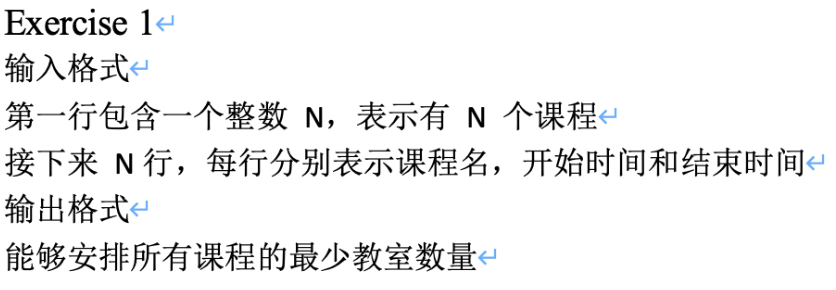 Exercise 1
输入格式
第一行包含一个整数 N，表示有 N 个课程
接下来 N 行，每行分别表示课程名，开始时间和结束时间
输出格式
能够安排所有课程的最少教室数量